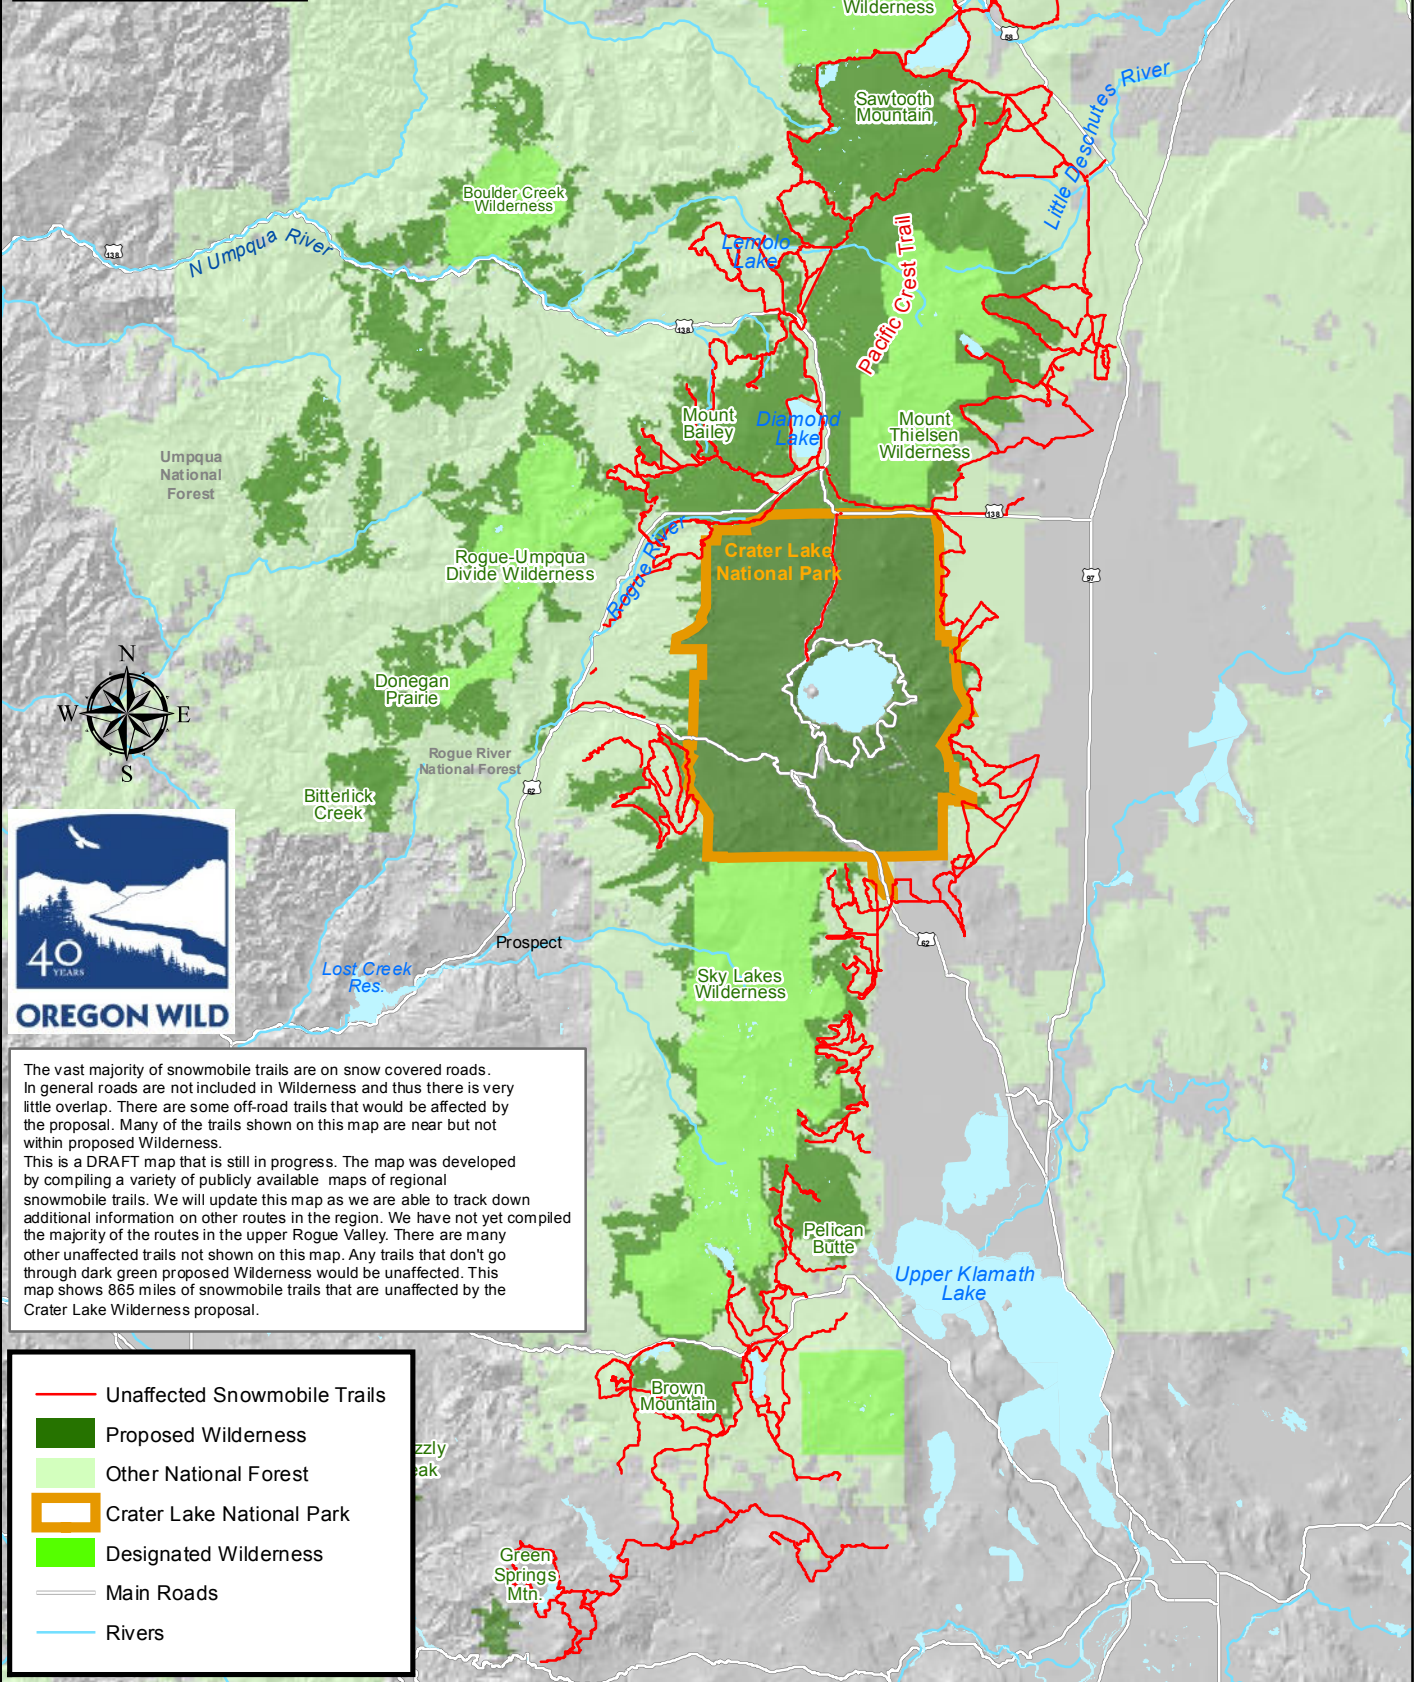 Wilderness
58
Sawtooth
Mountain
Little Deschutes River
Boulder Creek
Wilderness
138
N Umpqua River
Lemolo
Lake
Pacific Crest Trail
138
Mount
Bailey
Diamond
Lake
Mount
Thielsen
Wilderness
Umpqua
National
Forest
138
Rogue River
Crater Lake
National Park
Rogue-Umpqua
Divide Wilderness
97
N
W
E
S
Donegan
Prairie
Rogue River
National Forest
62
Bitterlick
Creek
40
YEARS
OREGON WILD
Prospect
62
Lost Creek
Res.
Sky Lakes
Wilderness
The vast majority of snowmobile trails are on snow covered roads.
In general roads are not included in Wilderness and thus there is very
little overlap. There are some off-road trails that would be affected by
the proposal. Many of the trails shown on this map are near but not
within proposed Wilderness.
This is a DRAFT map that is still in progress. The map was developed
by compiling a variety of publicly available maps of regional
snowmobile trails. We will update this map as we are able to track down
additional information on other routes in the region. We have not yet compiled
the majority of the routes in the upper Rogue Valley. There are many
other unaffected trails not shown on this map. Any trails that don't go
through dark green proposed Wilderness would be unaffected. This
map shows 865 miles of snowmobile trails that are unaffected by the
Crater Lake Wilderness proposal.
Pelican
Butte
Upper Klamath
Lake
Brown
Mountain
zzly
eak
Green
Springs
Mtn.
Unaffected Snowmobile Trails
Proposed Wilderness
Other National Forest
Crater Lake National Park
Designated Wilderness
Main Roads
Rivers